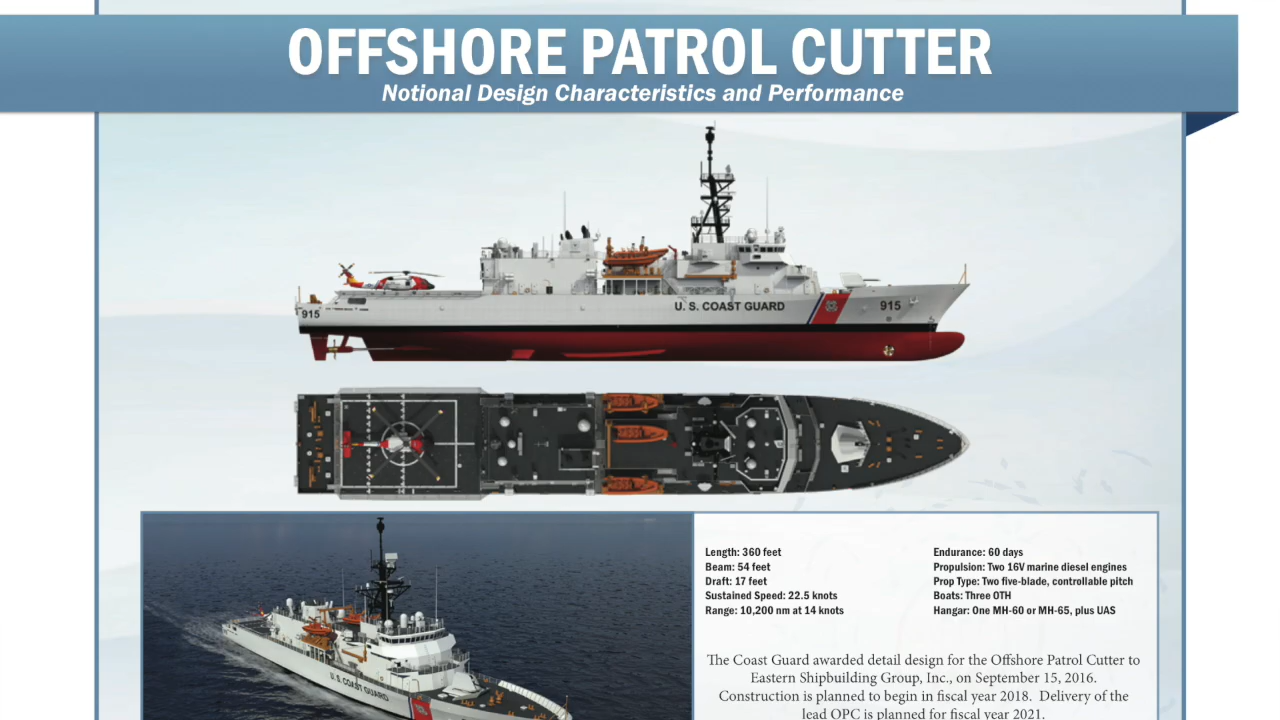 OFFSHORE PATROL CUTTER
Notional Design Characteristics and Performance
U. S. COAST GUARD
915
915
Length: 360 feet
Beam: 54 feet
Draft: 17 feet
Sustained Speed: 22.5 knots
Range: 10,200 nm at 14 knots
Endurance: 60 days
Propulsion: Two 16V marine diesel engines
Prop Type: Two five-blade, controllable pitch
Boats: Three OTH
Hangar: One MH-60 or MH-65, plus UAS
U.S. COAST GUARD
The Coast Guard awarded detail design for the Offshore Patrol Cutter to
Eastern Shipbuilding Group, Inc., on September 15, 2016.
Construction is planned to begin in fiscal year 2018. Delivery of the
lead OPC is planned for fiscal year 2021.